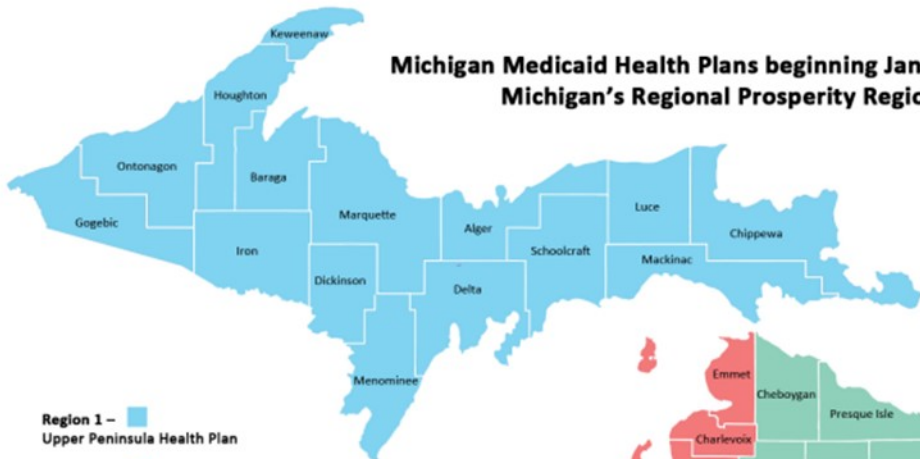 Keweenaw
Michigan Medicaid Health Plans beginning Jan
Michigan's Regional Prosperity Regio
Houghton
Ontonagon
Baraga
Gogebic
Marquette
Alger
Luce
Chippewa
Iron
Schoolcraft
Mackinac
Dickinson
Delta
Menominee
Emmet
Cheboygan
Presque Isle
Charlevoix
Region 1 –
Upper Peninsula Health Plan